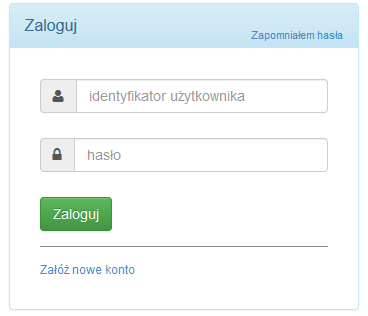 Zaloguj
Zapomniałem hasła
identyfikator użytkownika
hasło
Zaloguj
Załóż nowe konto